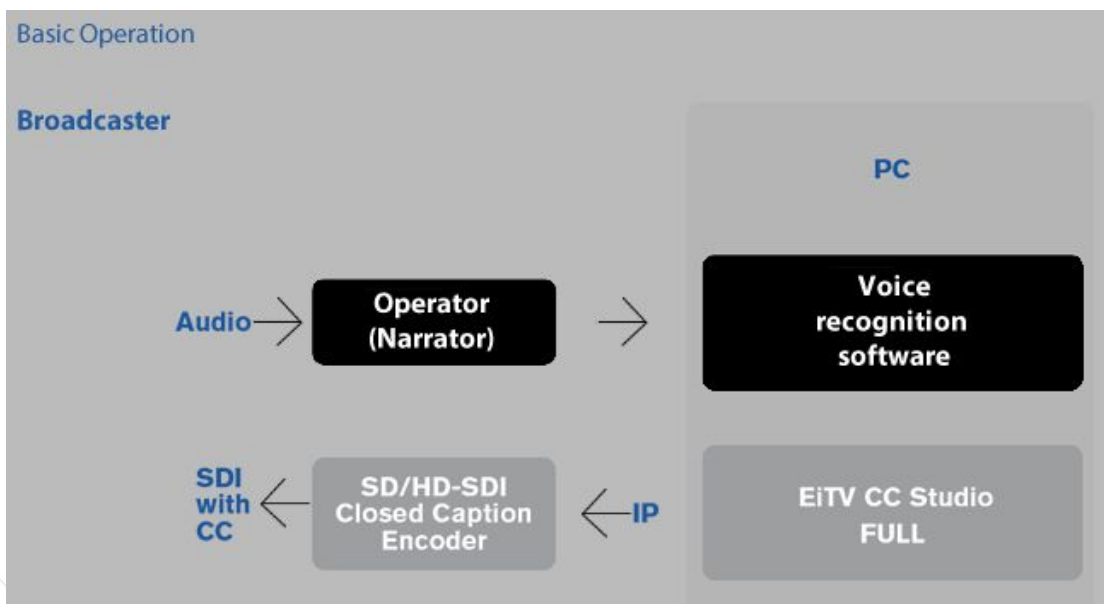 Basic Operation
Broadcaster
PC
Audio
Operator
(Narrator)
Voice
recognition
software
SDI
with
CC
SD/HD-SDI
Closed Caption
Encoder
IP
EiTV CC Studio
FULL